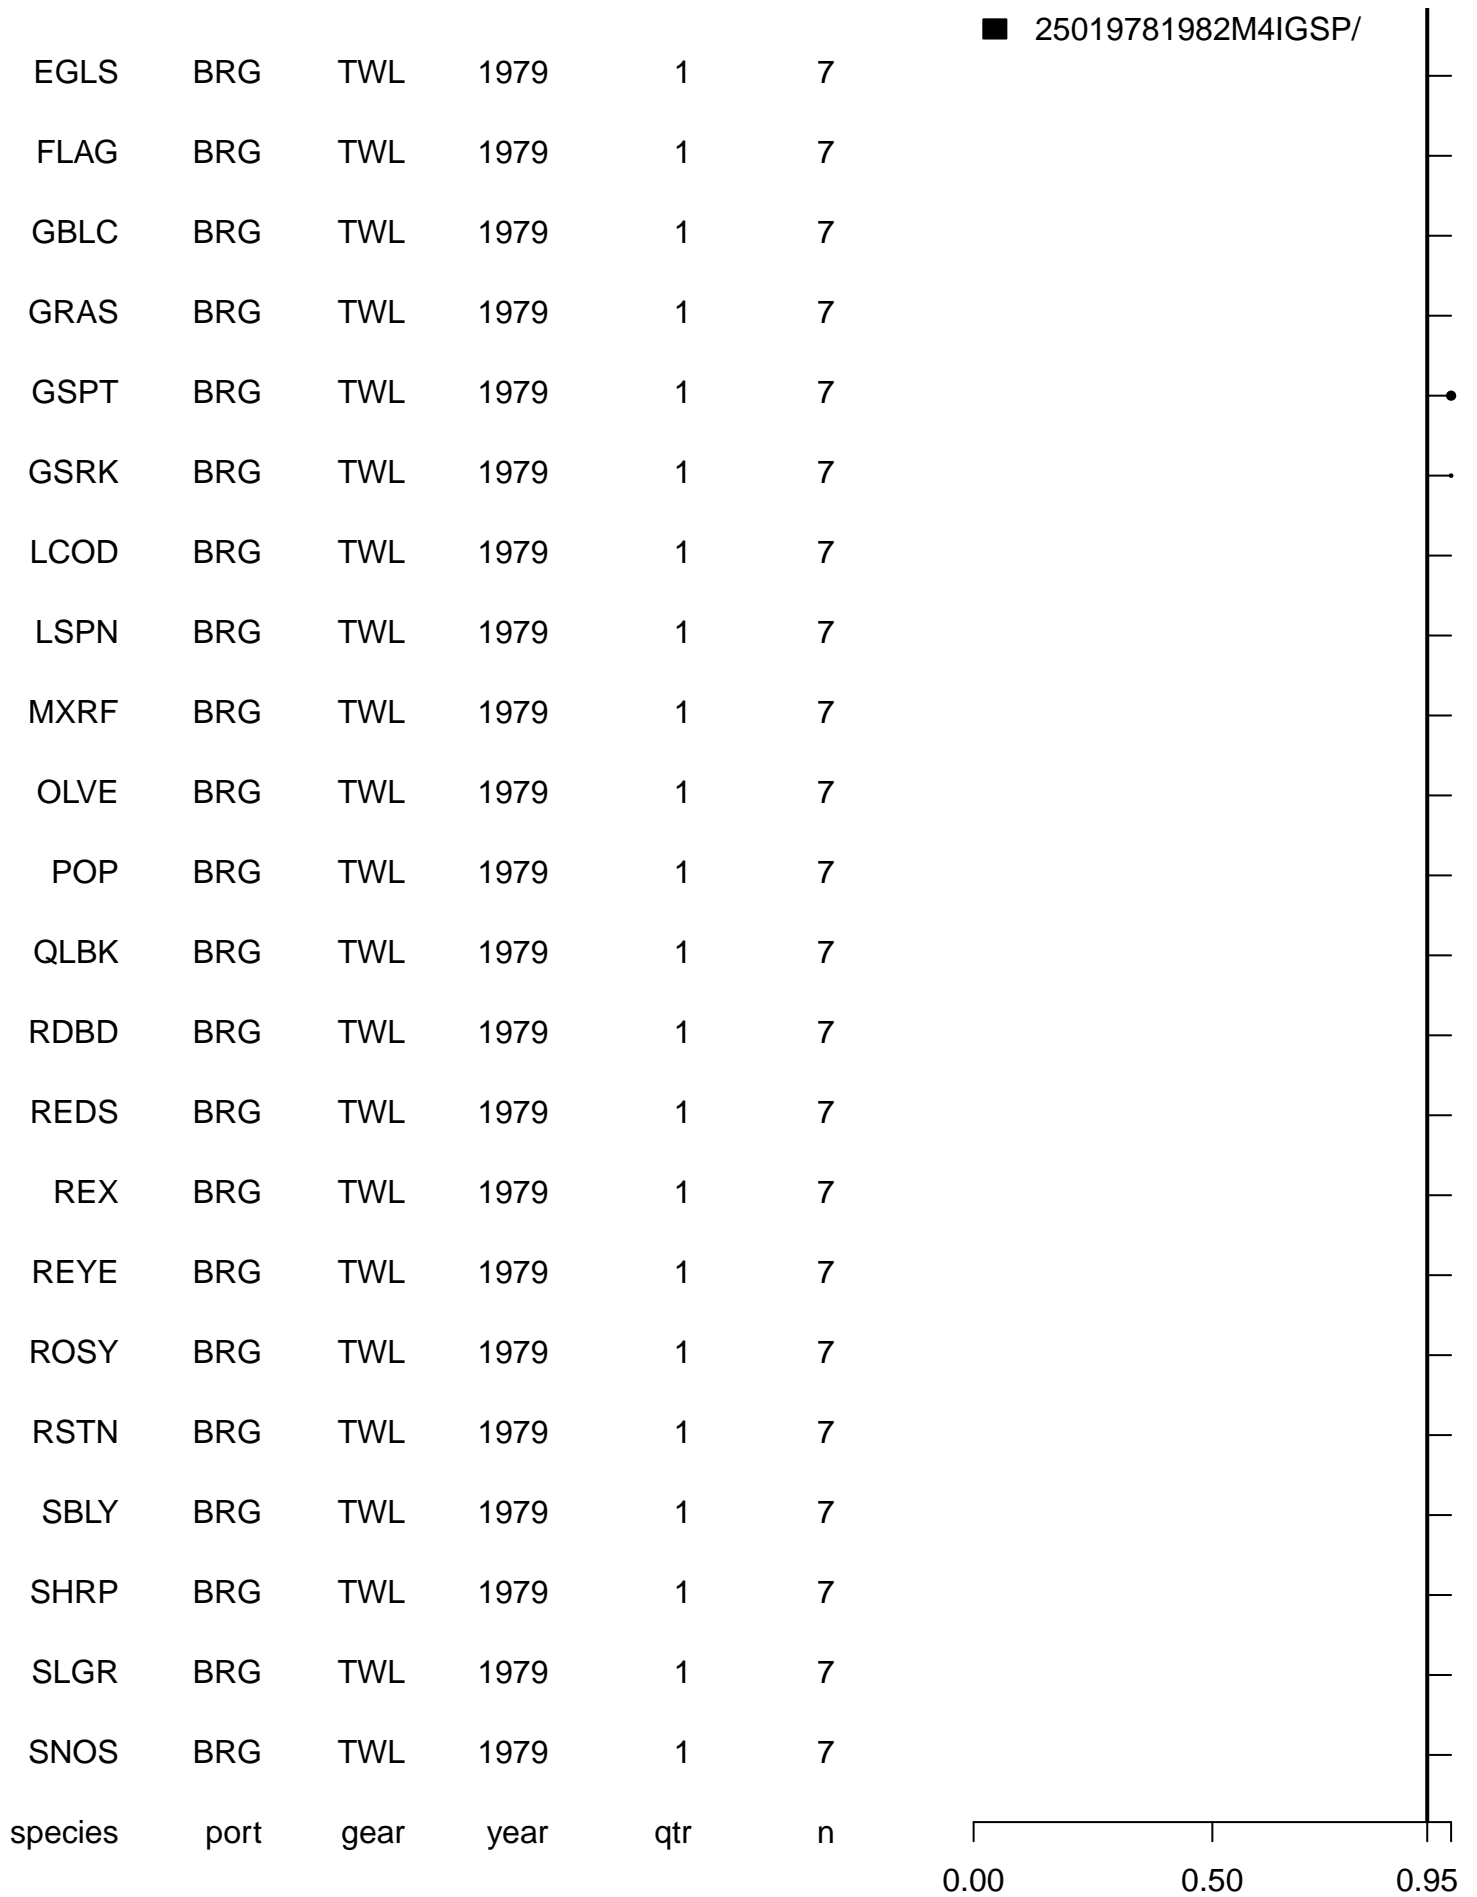 25019781982M4IGSP/
EGLS BRG TWL 1979 1 7
FLAG BRG TWL 1979 1 7
GBLC BRG TWL 1979 1 7
GRAS BRG TWL 1979 1 7
GSPT BRG TWL 1979 1 7
GSRK BRG TWL 1979 1 7
LCOD BRG TWL 1979 1 7
LSPN BRG TWL 1979 1 7
MXRF BRG TWL 1979 1 7
OLVE BRG TWL 1979 1 7
POP BRG TWL 1979 1 7
QLBK BRG TWL 1979 1 7
RDBD BRG TWL 1979 1 7
REDS BRG TWL 1979 1 7
REX BRG TWL 1979 1 7
REYE BRG TWL 1979 1 7
ROSY BRG TWL 1979 1 7
RSTN BRG TWL 1979 1 7
SBLY BRG TWL 1979 1 7
SHRP BRG TWL 1979 1 7
SLGR BRG TWL 1979 1 7
SNOS BRG TWL 1979 1 7
species port gear year qtr n
0.00 0.50 0.95